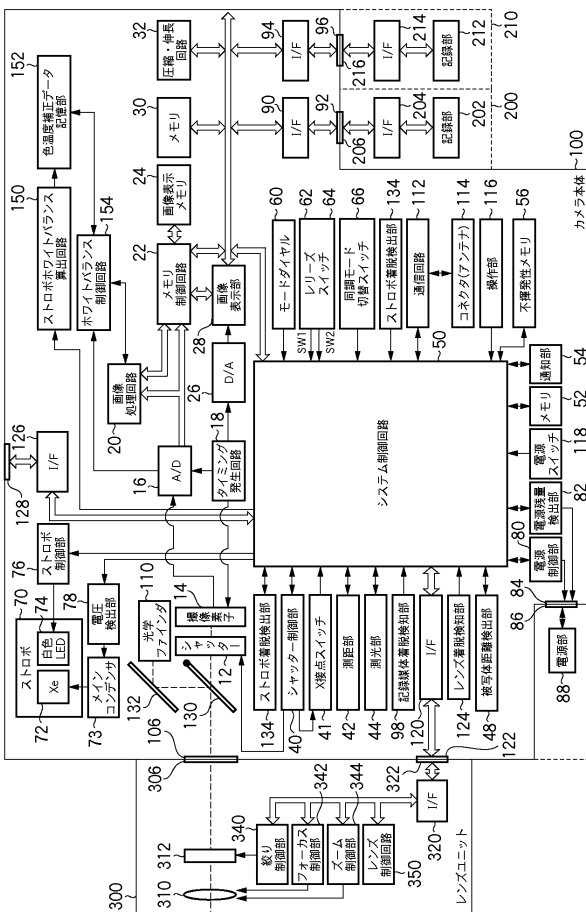 300
レンズユニット
310
312
340
絞り
制御部
342
フォーカス
制御部
344
ズーム
制御部
レンズ
制御回路
350
I/F
320
306
106
322
122
100
カメラ本体
70
ストロボ
72
Xe
74
白色
LED
73
メイン
コンデンサ
78
電圧
検出部
76
ストロボ
制御部
128
126
I/F
132
130
110
光学
ファインダ
12
シャッター
14
撮像
素子
16
A/D
18
タイミング
発生回路
20
画像
処理回路
150
ストロボホワイトバランス
算出回路
152
色温度補正データ
記憶部
154
ホワイトバランス
制御回路
22
メモリ
制御回路
24
画像表示
メモリ
26
D/A
28
画像
表示部
30
メモリ
32
圧縮・伸長
回路
90
I/F
92
94
I/F
96
206
204
I/F
202
記録部
200
216
214
I/F
212
記録部
210
134
ストロボ着脱検出部
40
シャッター制御部
41
X接点スイッチ
42
測距部
44
測光部
98
記録媒体着脱検知部
120
I/F
124
レンズ着脱検知部
48
被写体距離検出部
50
システム制御回路
60
モードダイヤル
62
64
レリーズ
スイッチ
SW1
SW2
66
同調モード
切替スイッチ
134
ストロボ着脱検出部
112
通信回路
114
コネクタ(アンテナ)
116
操作部
56
不揮発性メモリ
54
通知部
52
メモリ
118
電源
スイッチ
82
電源残量
検出部
80
電源
制御部
84
86
88
電源部